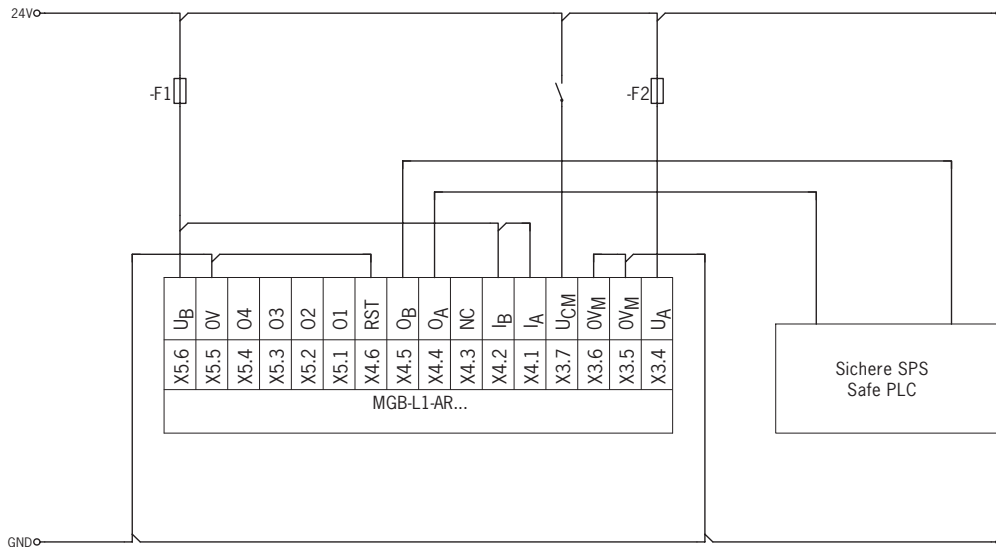 24V
-F1
-F2
UB
0V
O4
O3
O2
O1
RST
OB
OA
NC
IB
IA
UCM
0VM
0VM
UA
X5.6
X5.5
X5.4
X5.3
X5.2
X5.1
X4.6
X4.5
X4.4
X4.3
X4.2
X4.1
X3.7
X3.6
X3.5
X3.4
MGB-L1-AR...
Sichere SPS
Safe PLC
GND